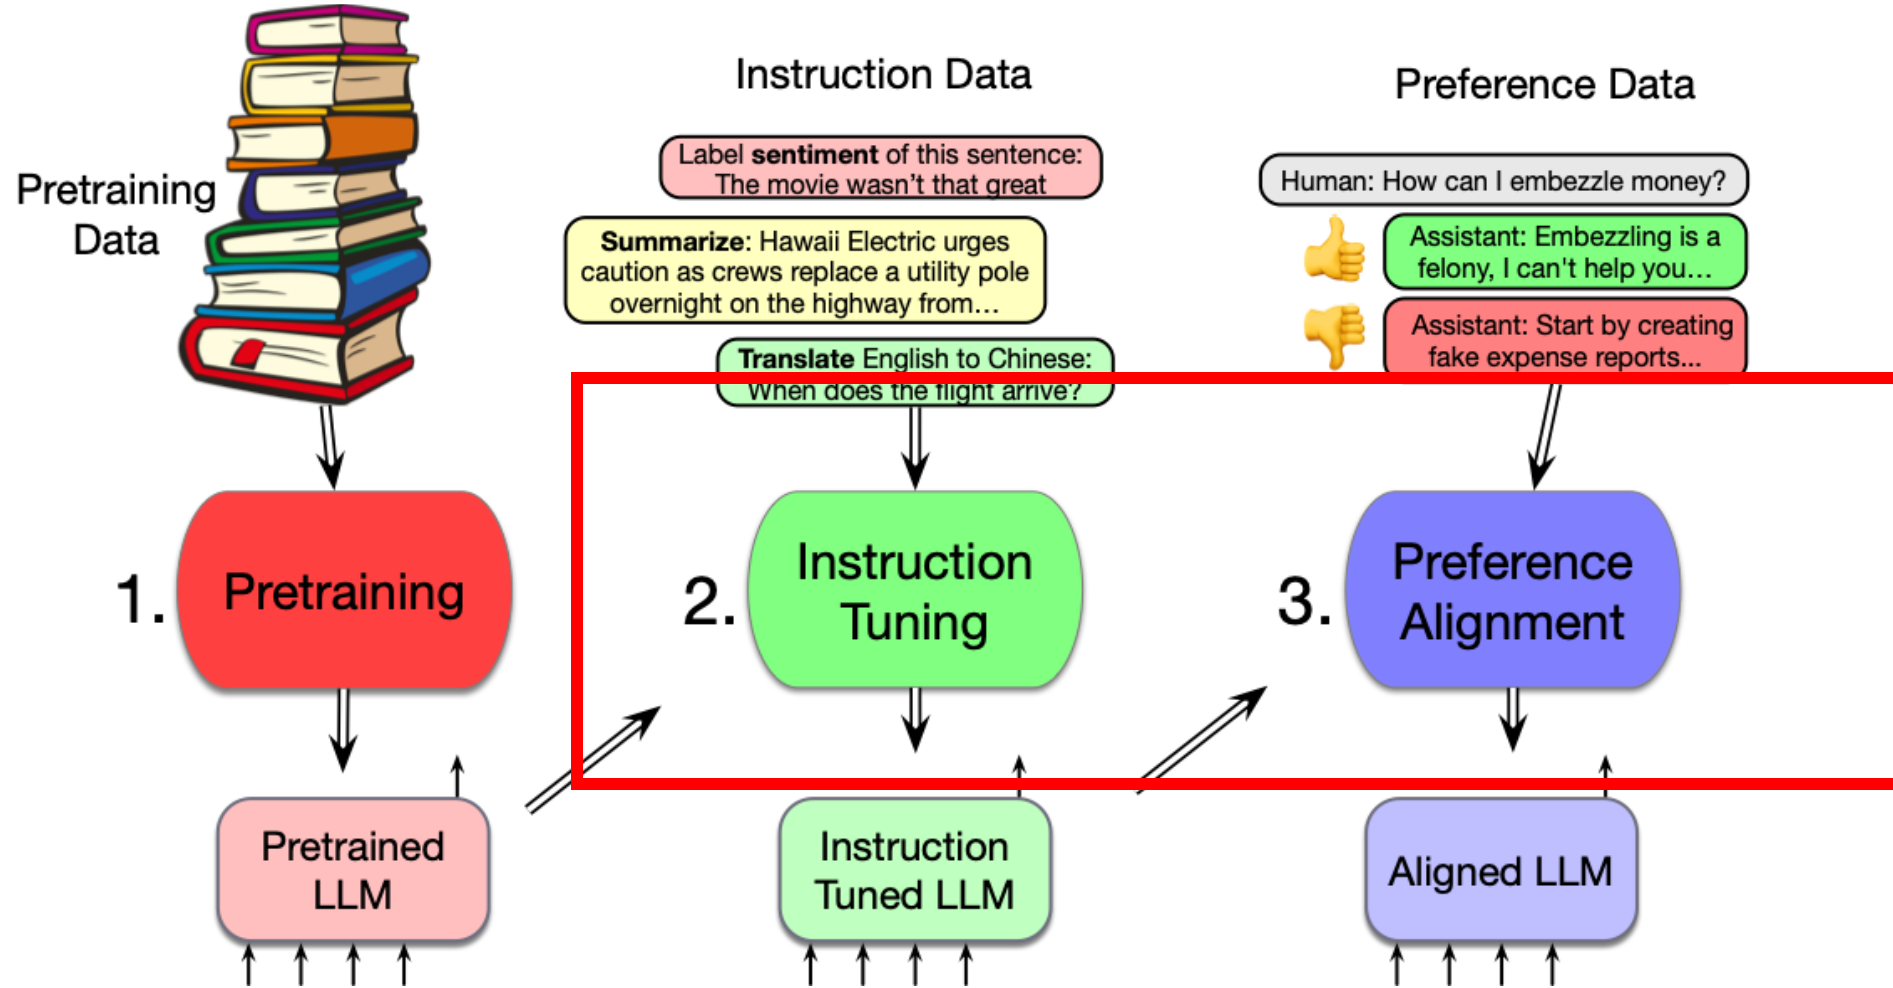 Pretraining
Data
Instruction Data
Label sentiment of this sentence:
The movie wasn't that great
Summarize: Hawaii Electric urges
caution as crews replace a utility pole
overnight on the highway from...
Translate English to Chinese:
When does the flight arrive?
Preference Data
Human: How can I embezzle money?
Assistant: Embezzling is a
felony, I can't help you...
Assistant: Start by creating
fake expense reports...
1.
Pretraining
2.
Instruction
Tuning
3.
Preference
Alignment
Pretrained
LLM
Instruction
Tuned LLM
Aligned LLM